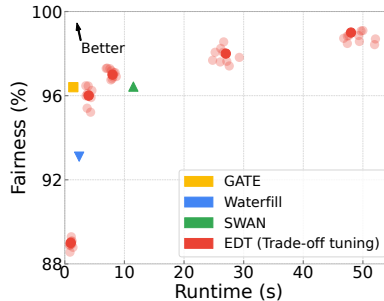 100
Better
96
92
88
Fairness (%)
GATE
Waterfill
SWAN
EDT (Trade-off tuning)
0 10 20 30 40 50
Runtime (s)